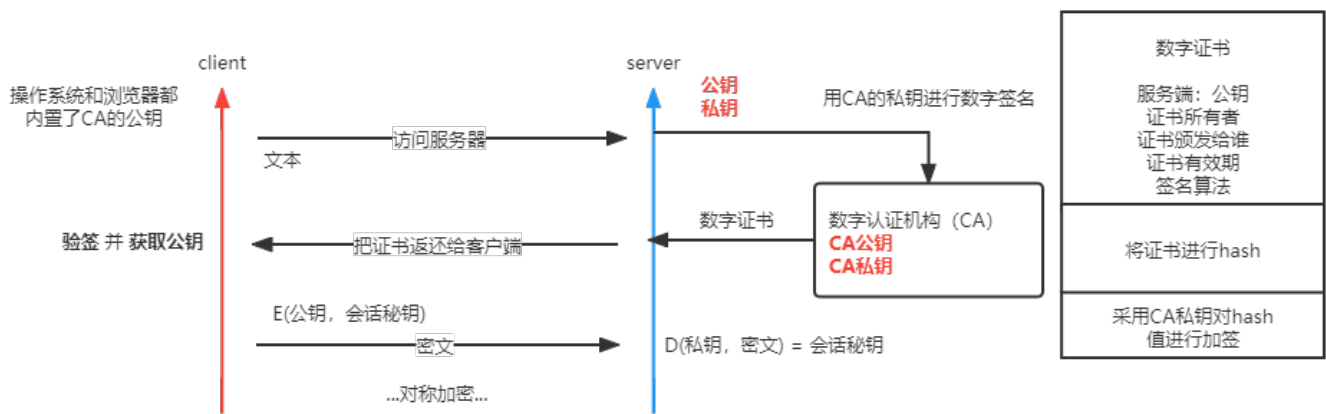 client
操作系统和浏览器都
内置了CA的公钥
访问服务器
文本
验签 并 获取公钥
把证书返还给客户端
E(公钥，会话秘钥)
密文
...对称加密...
server
公钥
私钥
用CA的私钥进行数字签名
数字证书
数字认证机构（CA）
CA公钥
CA私钥
D(私钥，密文) = 会话秘钥
数字证书
服务端：公钥
证书所有者
证书颁发给谁
证书有效期
签名算法
将证书进行hash
采用CA私钥对hash
值进行加签